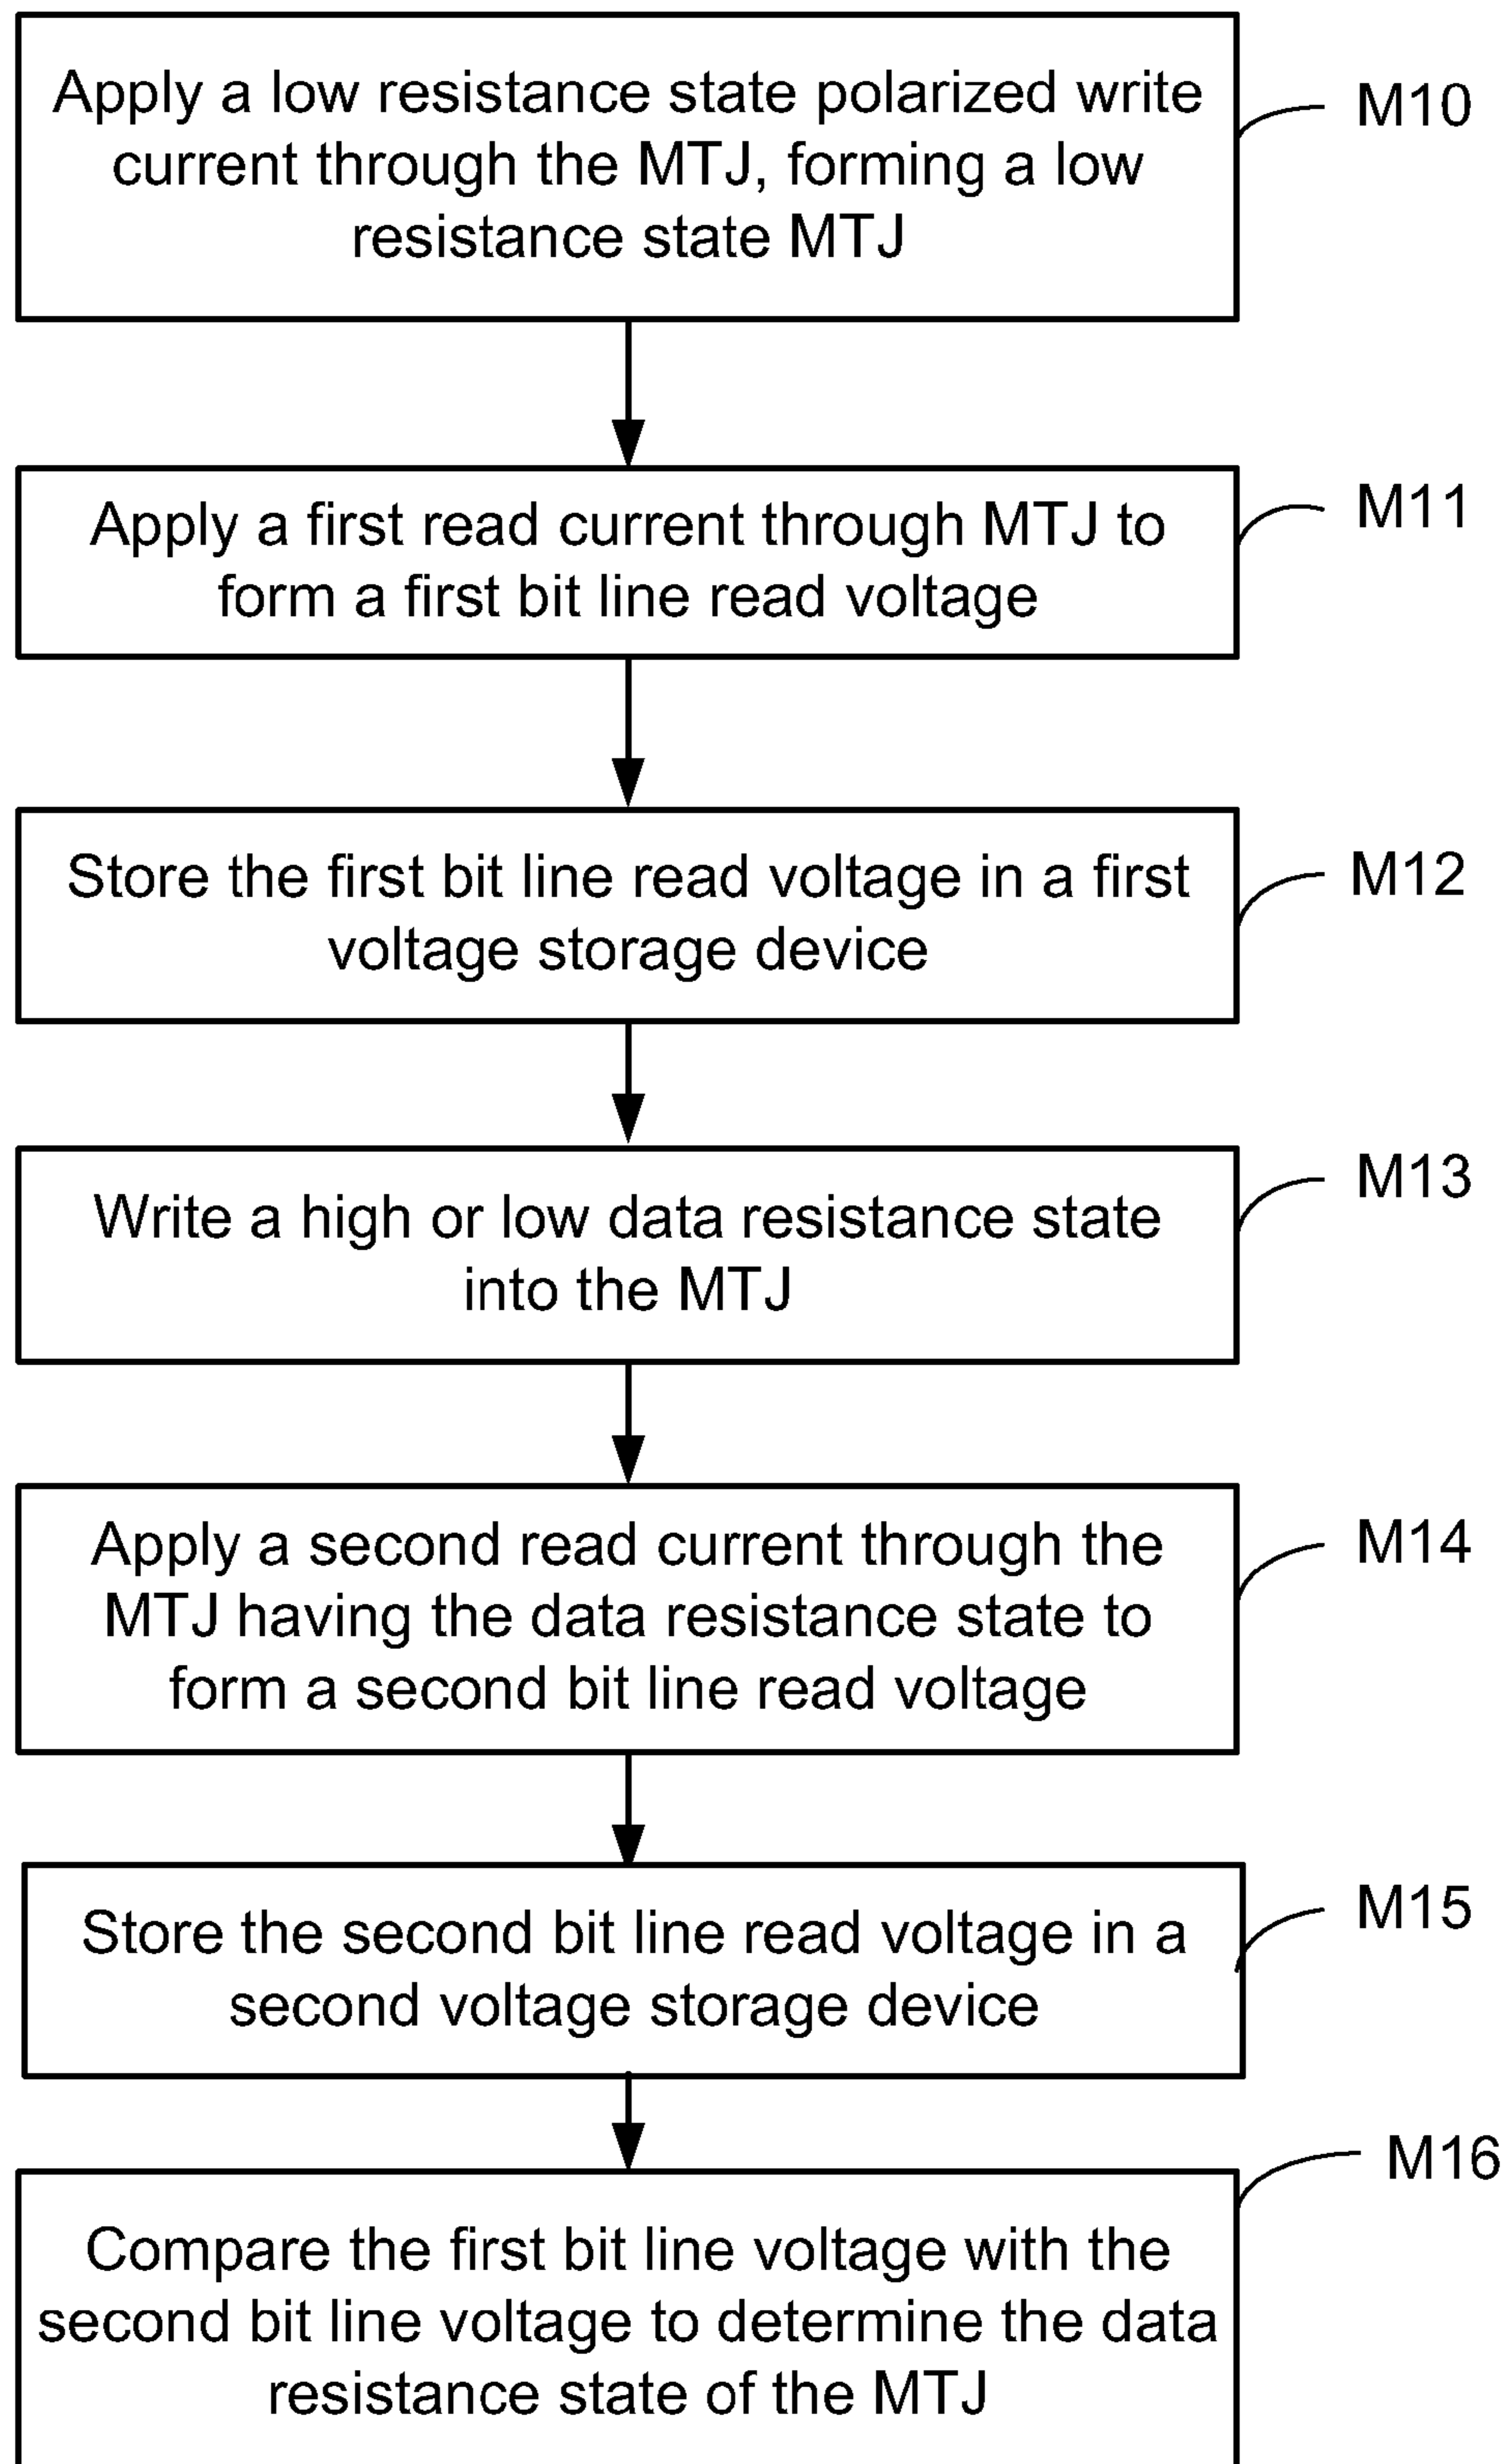 Apply a low resistance state polarized write
current through the MTJ, forming a low
resistance state MTJ
M10
Apply a first read current through MTJ to
form a first bit line read voltage
M11
Store the first bit line read voltage in a first
voltage storage device
M12
Write a high or low data resistance state
into the MTJ
M13
Apply a second read current through the
MTJ having the data resistance state to
form a second bit line read voltage
M14
Store the second bit line read voltage in a
second voltage storage device
M15
Compare the first bit line voltage with the
second bit line voltage to determine the data
resistance state of the MTJ
M16